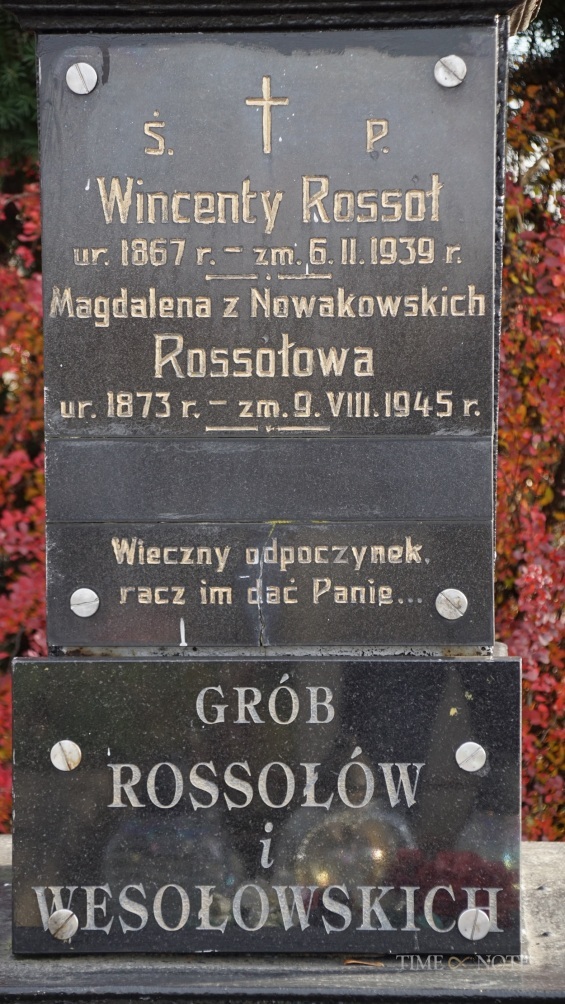 Ś. P.
Wincenty Rossoł
ur. 1867 r. – zm. 6. II. 1939 r.
Magdalena z Nowakowskich
Rossołowa
ur. 1873 r. – zm. 9. VIII. 1945 r.
Wieczny odpoczynek,
racz im dać Panie...
GRÓB
ROSSOŁÓW
i
WESOŁOWSKICH
TIME ∝ NOTE